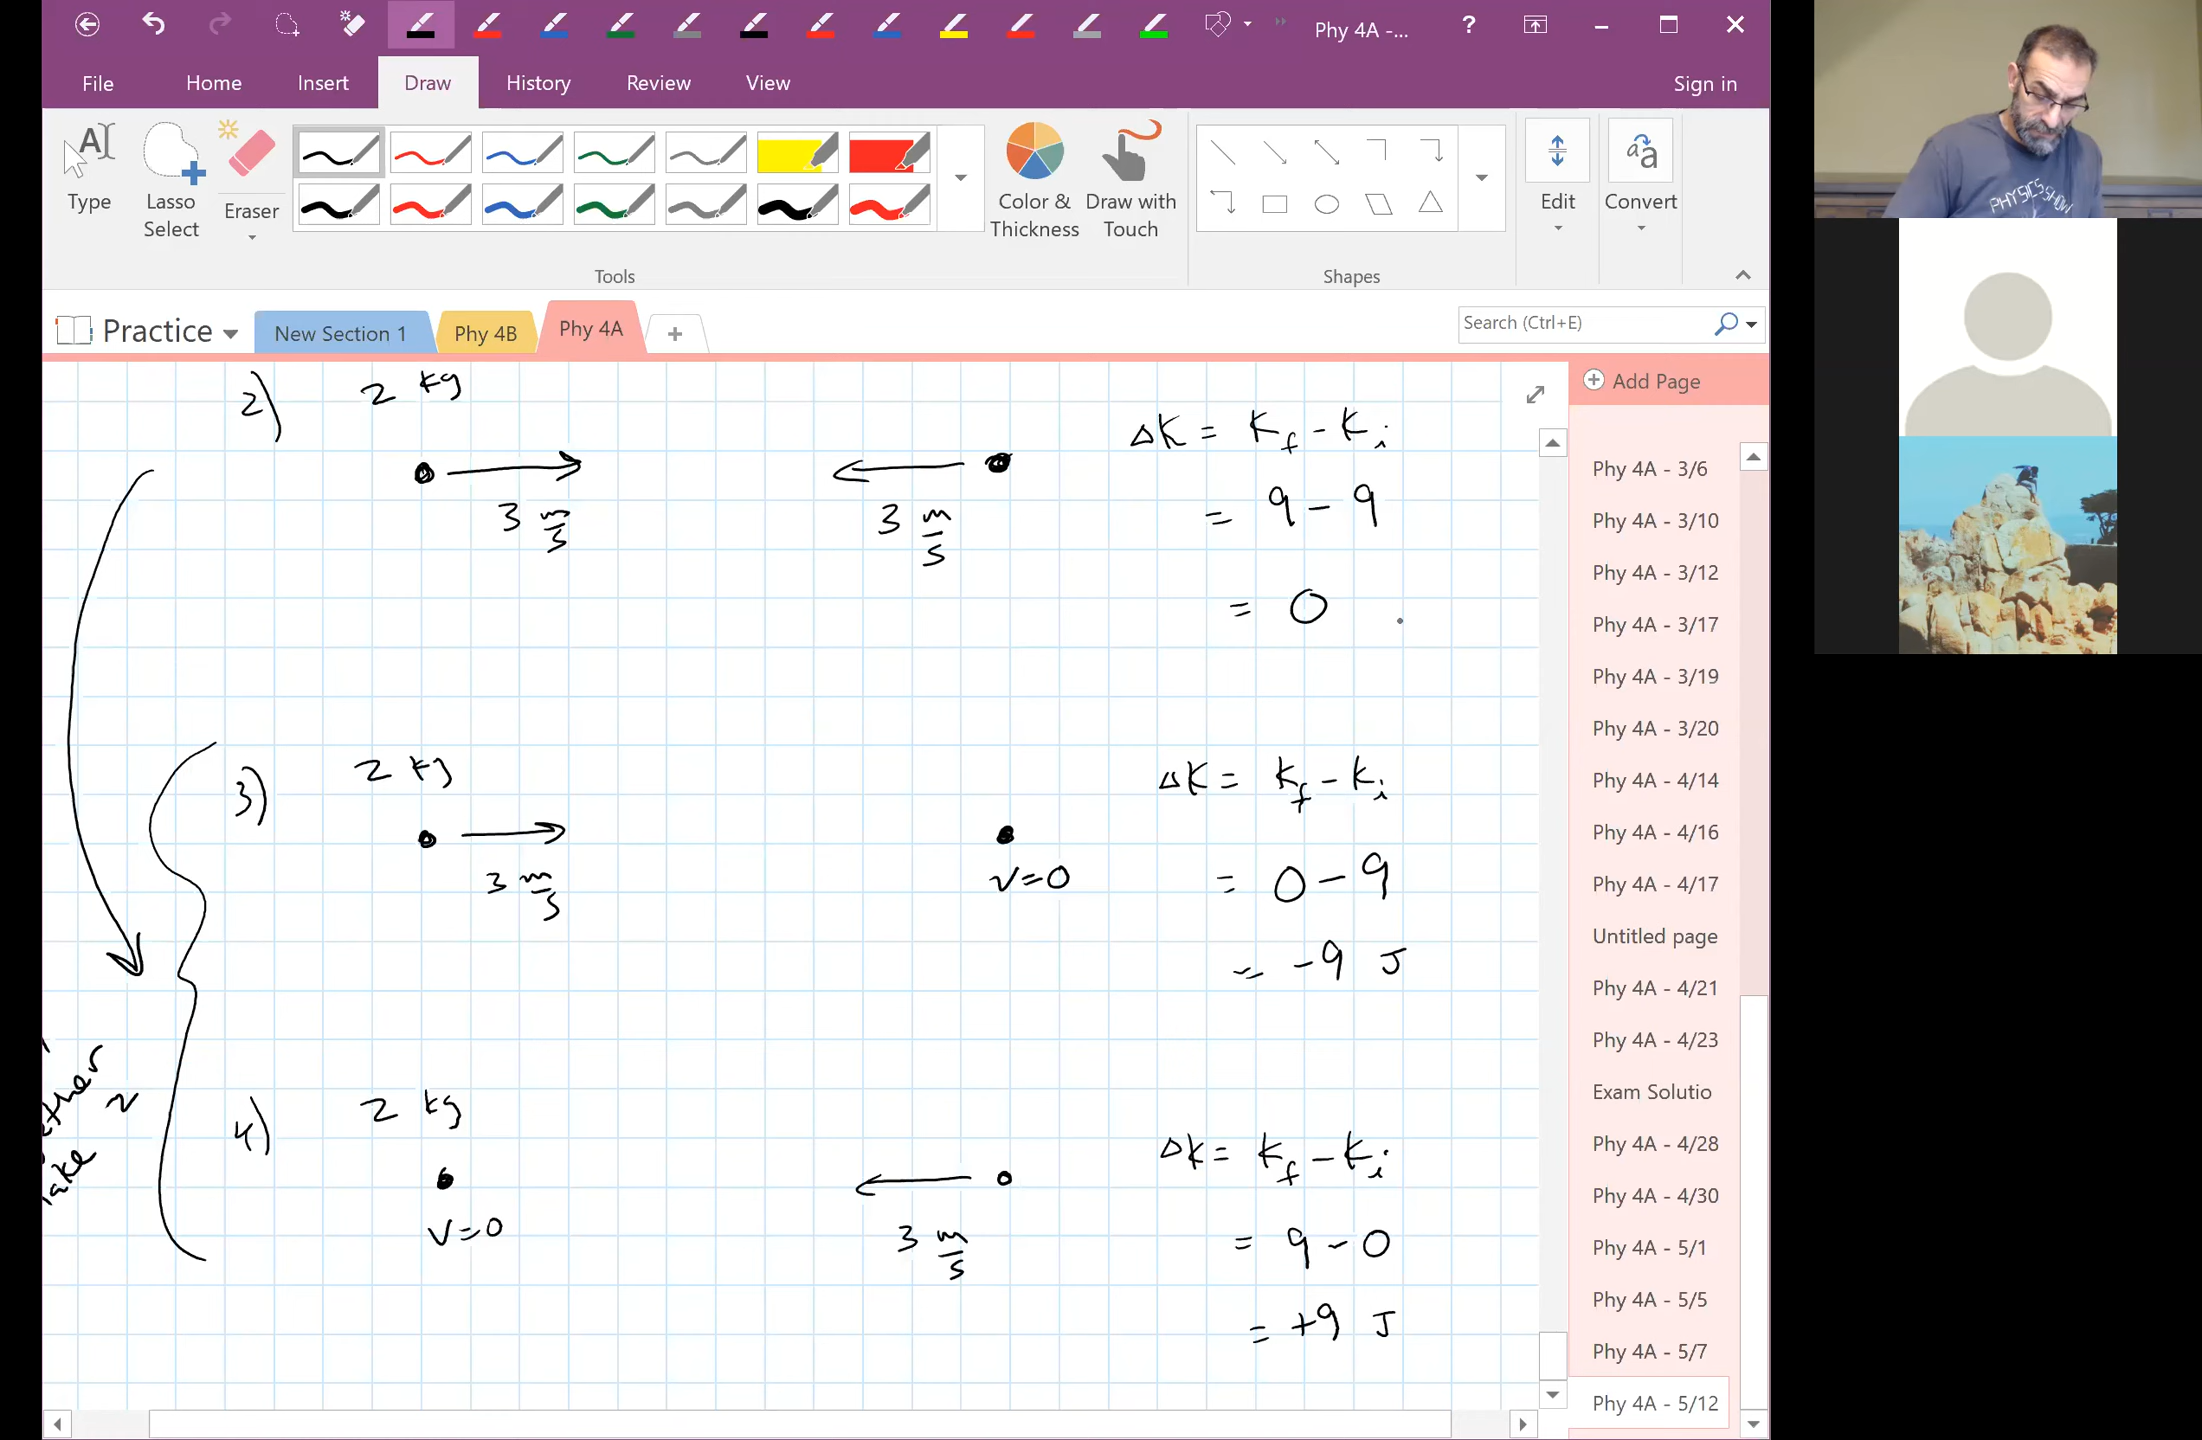 Phy 4A -...
?
File Home Insert Draw History Review View Sign in
Type
Lasso Select
Eraser
Color & Thickness
Draw with Touch
Edit
Convert
Tools
Shapes
Practice
New Section 1
Phy 4B
Phy 4A
Search (Ctrl+E)
Add Page
Phy 4A - 3/6
Phy 4A - 3/10
Phy 4A - 3/12
Phy 4A - 3/17
Phy 4A - 3/19
Phy 4A - 3/20
Phy 4A - 4/14
Phy 4A - 4/16
Phy 4A - 4/17
Untitled page
Phy 4A - 4/21
Phy 4A - 4/23
Exam Solutio
Phy 4A - 4/28
Phy 4A - 4/30
Phy 4A - 5/1
Phy 4A - 5/5
Phy 4A - 5/7
Phy 4A - 5/12
2) 2 kg
3 m/s
3 m/s
ΔK = Kf - Ki
= 9 - 9
= 0
3) 2 kg
3 m/s
v=0
ΔK = Kf - Ki
= 0 - 9
= -9 J
4) 2 kg
v=0
3 m/s
ΔK = Kf - Ki
= 9 - 0
= +9 J
PHYSICS SHOW